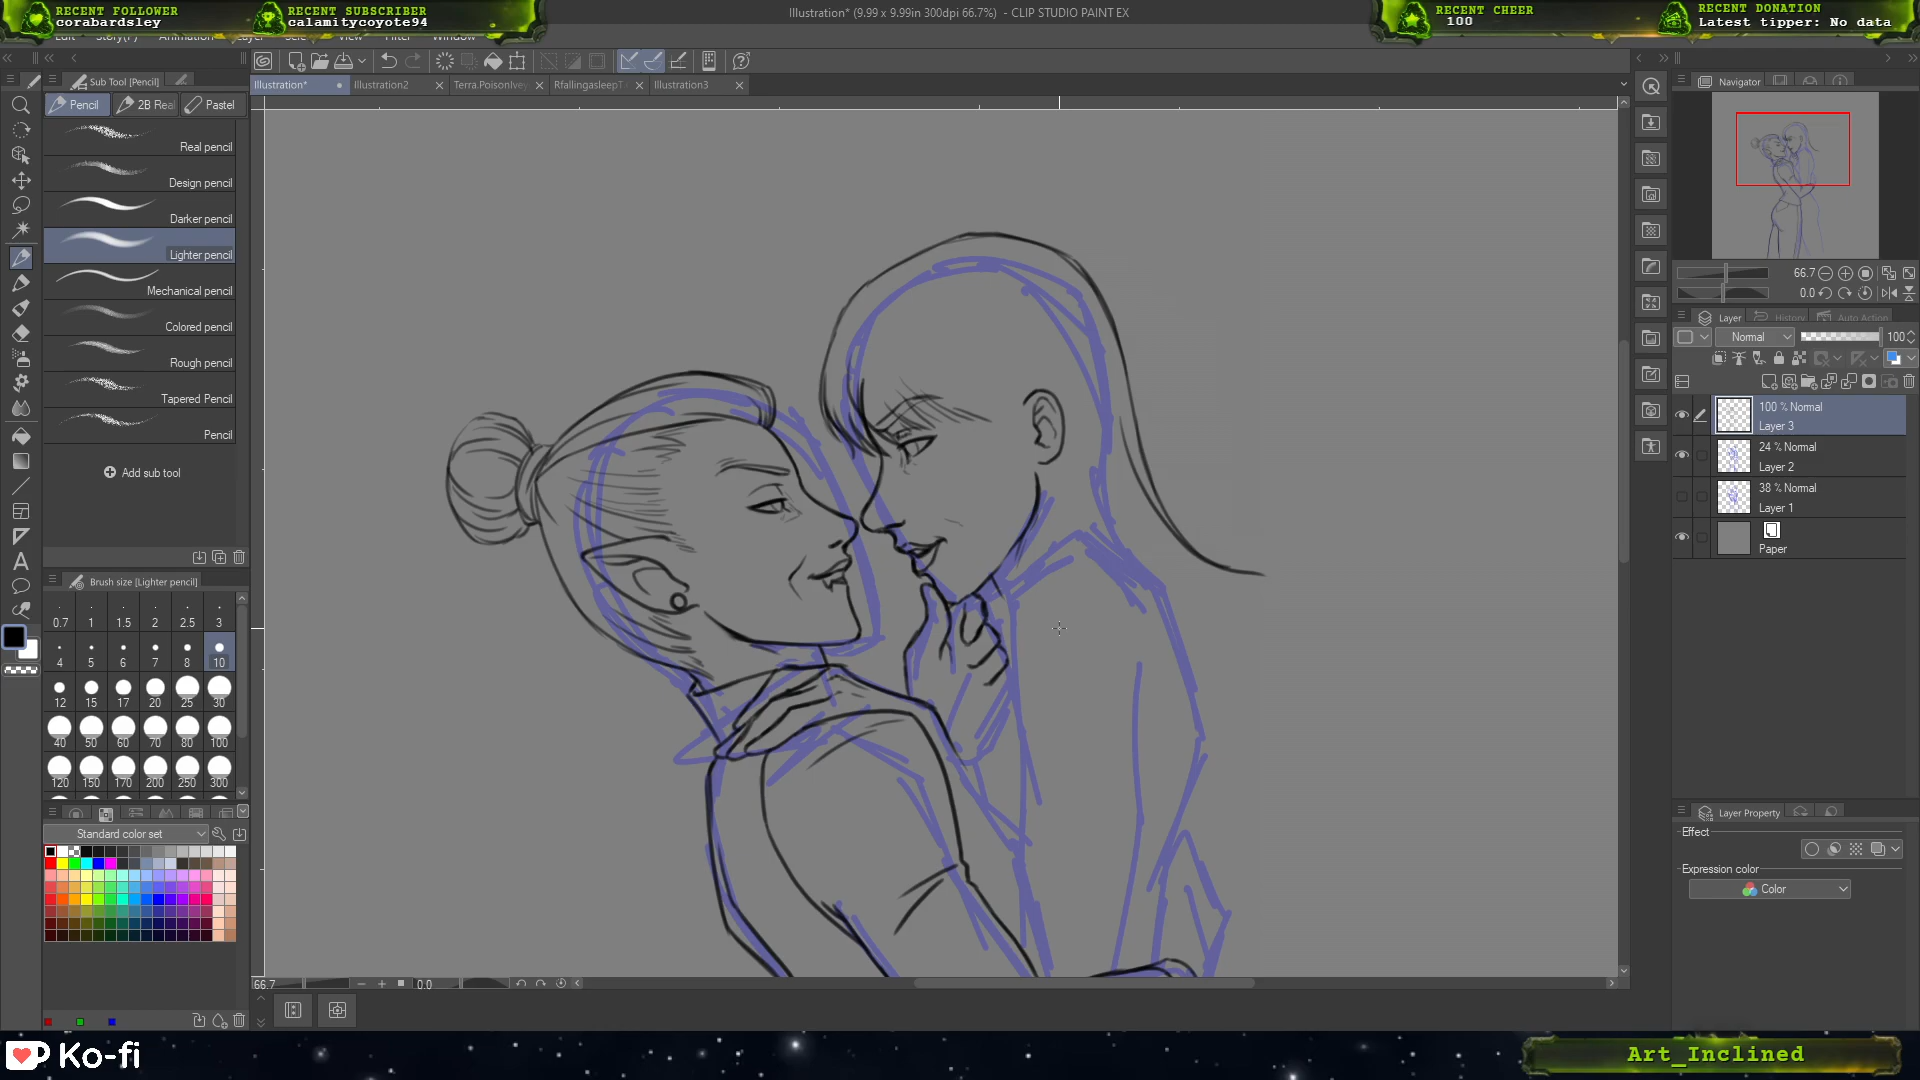 RECENT FOLLOWER
corabardsley
RECENT SUBSCRIBER
calamitycoyote94
Illustration* (9.99 x 9.99in 300dpi 66.7%) - CLIP STUDIO PAINT EX
RECENT CHEER
100
RECENT DONATION
Latest tipper: No data
Sub Tool [Pencil]
Illustration*
Illustration2
Terra.PoisonIvey
RfallingasleepT
Illustration3
Navigator
Pencil
2B Real
Pastel
Real pencil
Design pencil
Darker pencil
Lighter pencil
Mechanical pencil
Colored pencil
Rough pencil
Tapered Pencil
Pencil
Add sub tool
66.7
0.0
Layer
History
Auto Action
Normal
100
100 % Normal
Layer 3
24 % Normal
Layer 2
38 % Normal
Layer 1
Paper
Brush size [Lighter pencil]
0.7 1 1.5 2 2.5 3
4 5 6 7 8 10
12 15 17 20 25 30
40 50 60 70 80 100
120 150 170 200 250 300
Standard color set
Layer Property
Effect
Expression color
Color
66.7
0.0
Ko-fi
Art_Inclined